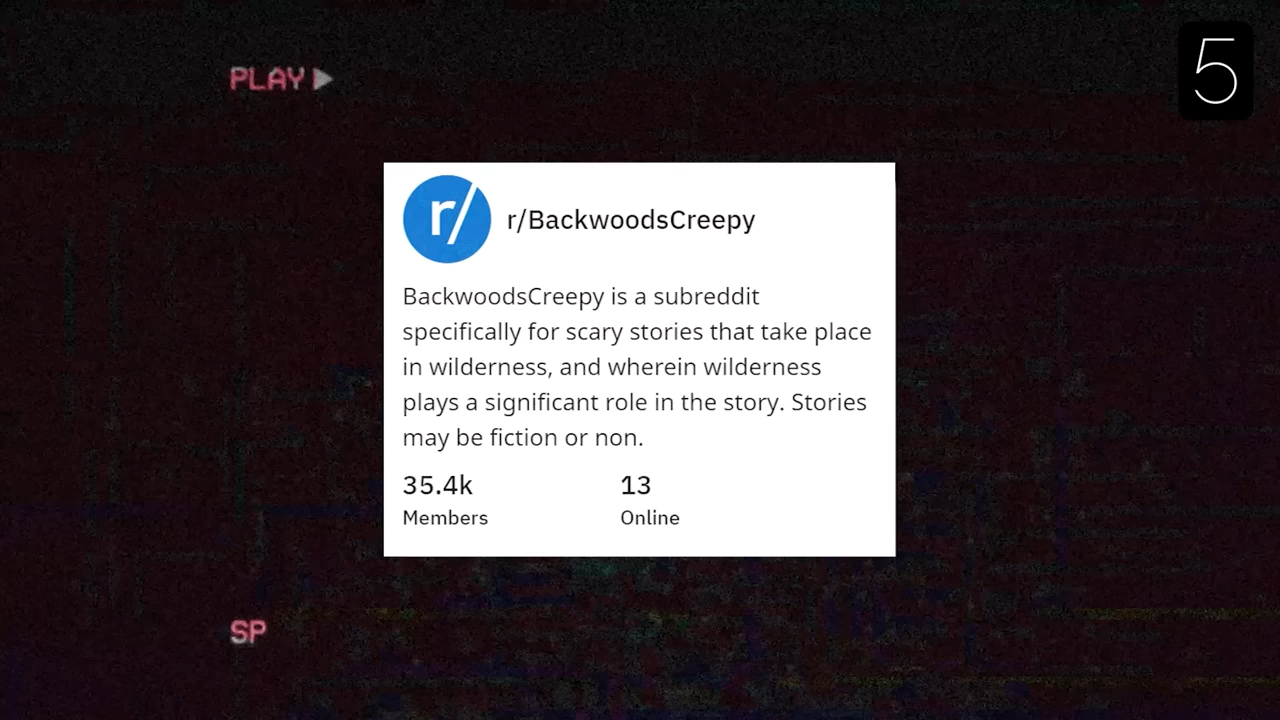 PLAY
5
r/
r/BackwoodsCreepy
BackwoodsCreepy is a subreddit
specifically for scary stories that take place
in wilderness, and wherein wilderness
plays a significant role in the story. Stories
may be fiction or non.
35.4k 13
Members Online
SP